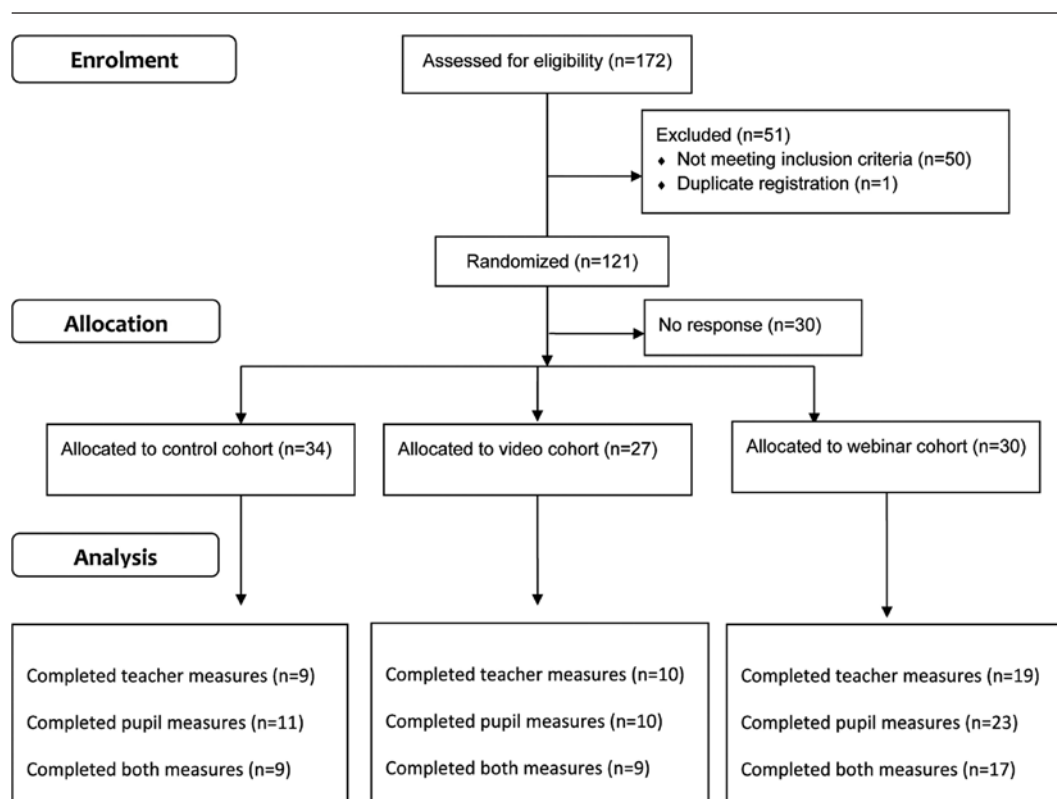 Enrolment
Assessed for eligibility (n=172)
Excluded (n=51)
♦ Not meeting inclusion criteria (n=50)
♦ Duplicate registration (n=1)
Randomized (n=121)
Allocation
No response (n=30)
Allocated to control cohort (n=34)
Allocated to video cohort (n=27)
Allocated to webinar cohort (n=30)
Analysis
Completed teacher measures (n=9)
Completed pupil measures (n=11)
Completed both measures (n=9)
Completed teacher measures (n=10)
Completed pupil measures (n=10)
Completed both measures (n=9)
Completed teacher measures (n=19)
Completed pupil measures (n=23)
Completed both measures (n=17)